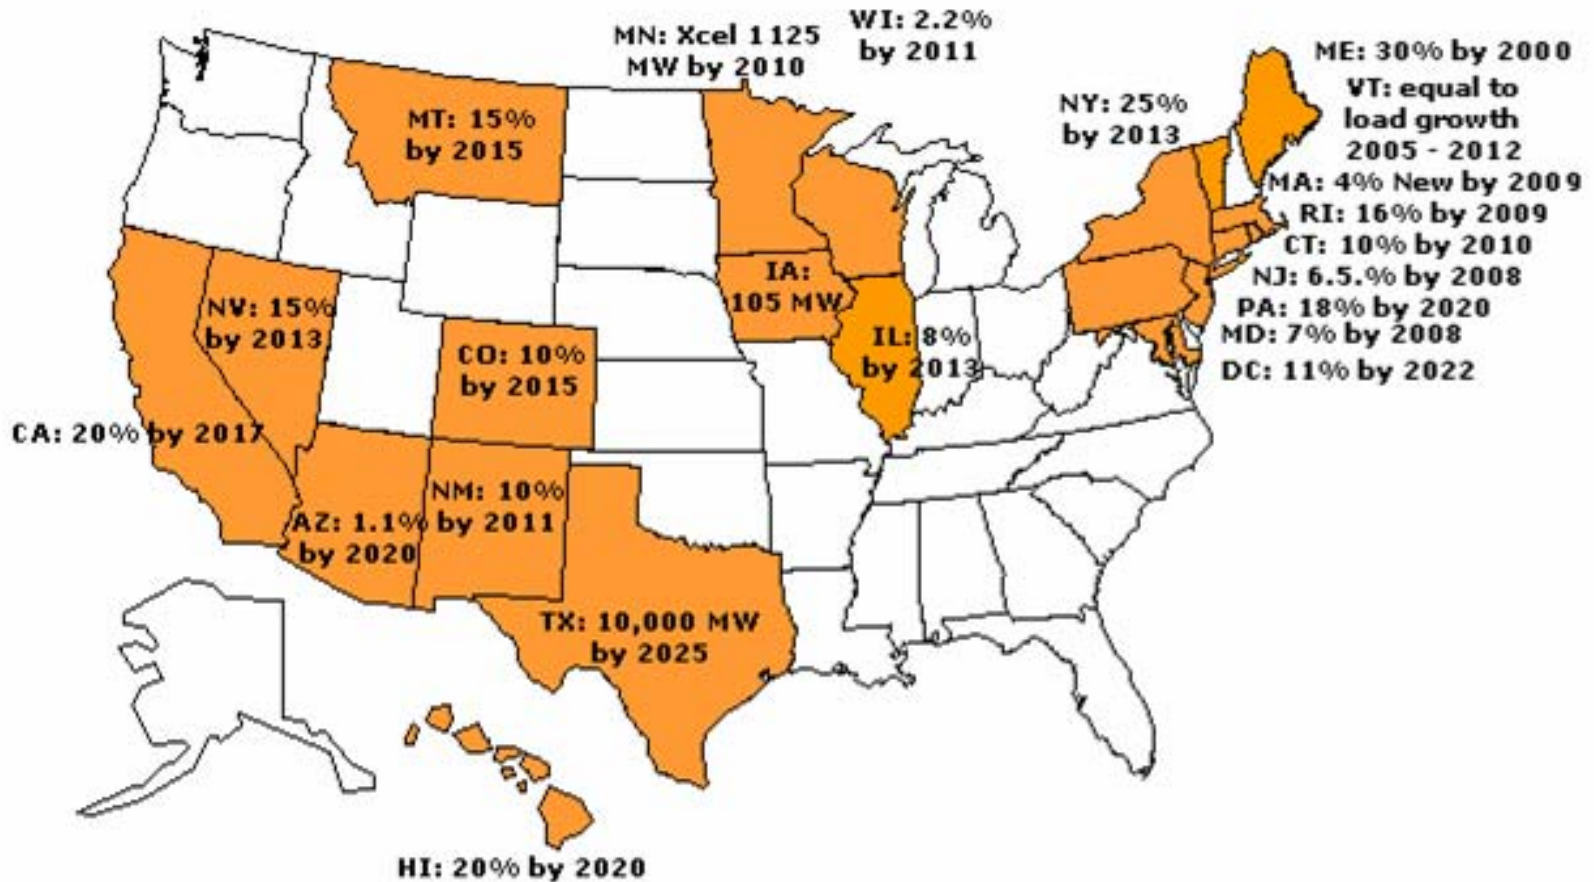 MN: Xcel 1125
MW by 2010
WI: 2.2%
by 2011
ME: 30% by 2000
VT: equal to
load growth
2005 - 2012
NY: 25%
by 2013
MA: 4% New by 2009
RI: 16% by 2009
CT: 10% by 2010
NJ: 6.5.% by 2008
PA: 18% by 2020
MD: 7% by 2008
DC: 11% by 2022
MT: 15%
by 2015
IA:
105 MW
NV: 15%
by 2013
CO: 10%
by 2015
IL: 8%
by 2013
CA: 20% by 2017
NM: 10%
by 2011
AZ: 1.1%
by 2020
TX: 10,000 MW
by 2025
HI: 20% by 2020